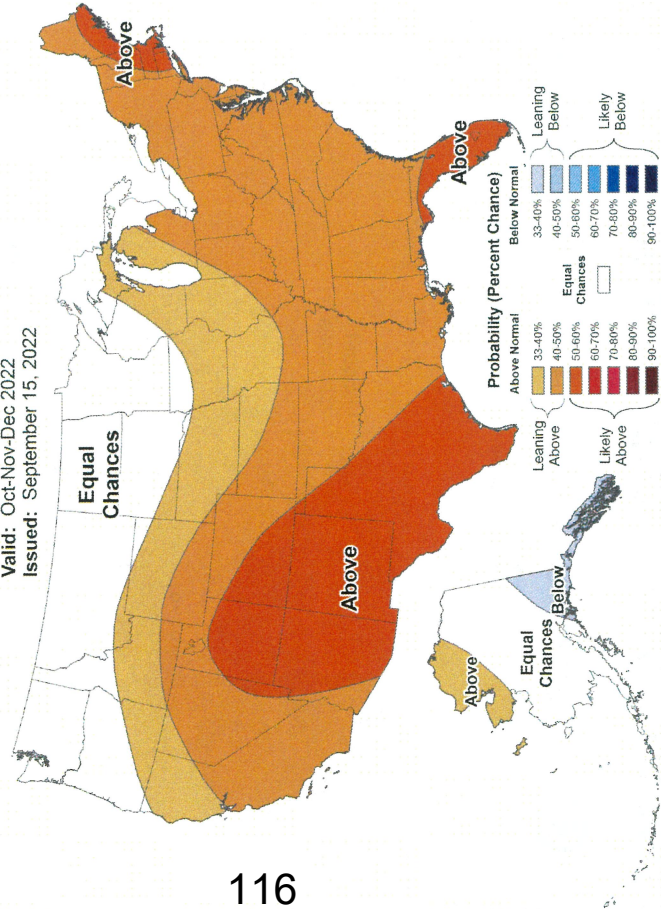 Valid: Oct-Nov-Dec 2022
Issued: September 15, 2022
Equal
Chances
Above
Above
Above
Above
Equal
Chances
Below
Probability (Percent Chance)
Above Normal
Below Normal
Leaning
Above
33-40%
40-50%
Likely
Above
50-60%
60-70%
70-80%
80-90%
90-100%
Equal
Chances
33-40%
40-50%
Leaning
Below
50-60%
60-70%
70-80%
80-90%
90-100%
Likely
Below
116